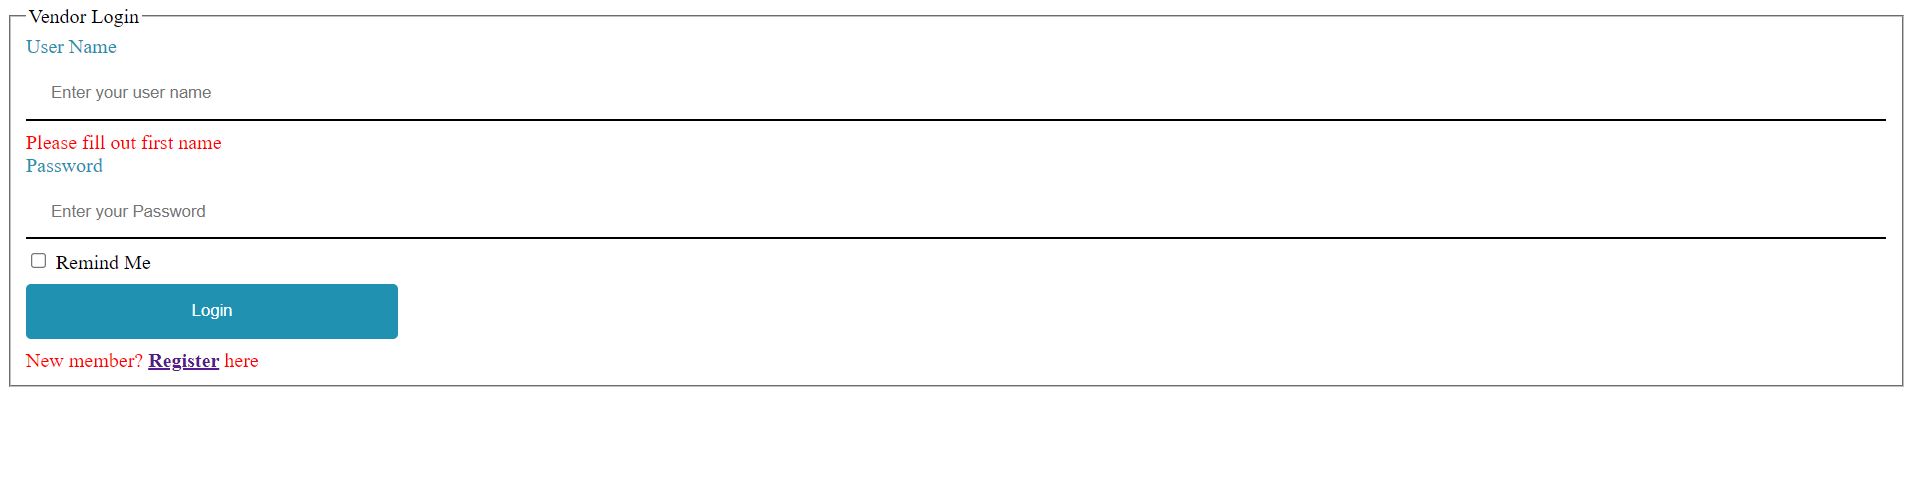 Vendor Login
User Name
Enter your user name
Please fill out first name
Password
Enter your Password
Remind Me
Login
New member? Register here